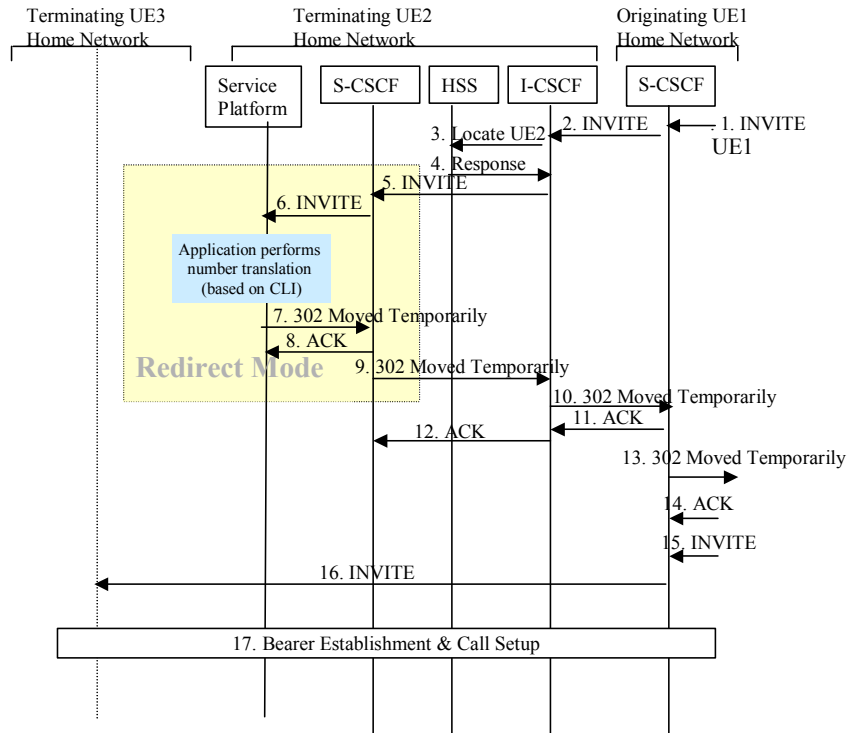 Terminating UE3
Home Network
Terminating UE2
Home Network
Originating UE1
Home Network
Service
Platform
S-CSCF
HSS
I-CSCF
S-CSCF
. 1. INVITE
UE1
2. INVITE
3. Locate UE2
4. Response
5. INVITE
6. INVITE
Application performs
number translation
(based on CLI)
7. 302 Moved Temporarily
8. ACK
Redirect Mode
9. 302 Moved Temporarily
10. 302 Moved Temporarily
11. ACK
12. ACK
13. 302 Moved Temporarily
14. ACK
15. INVITE
16. INVITE
17. Bearer Establishment & Call Setup